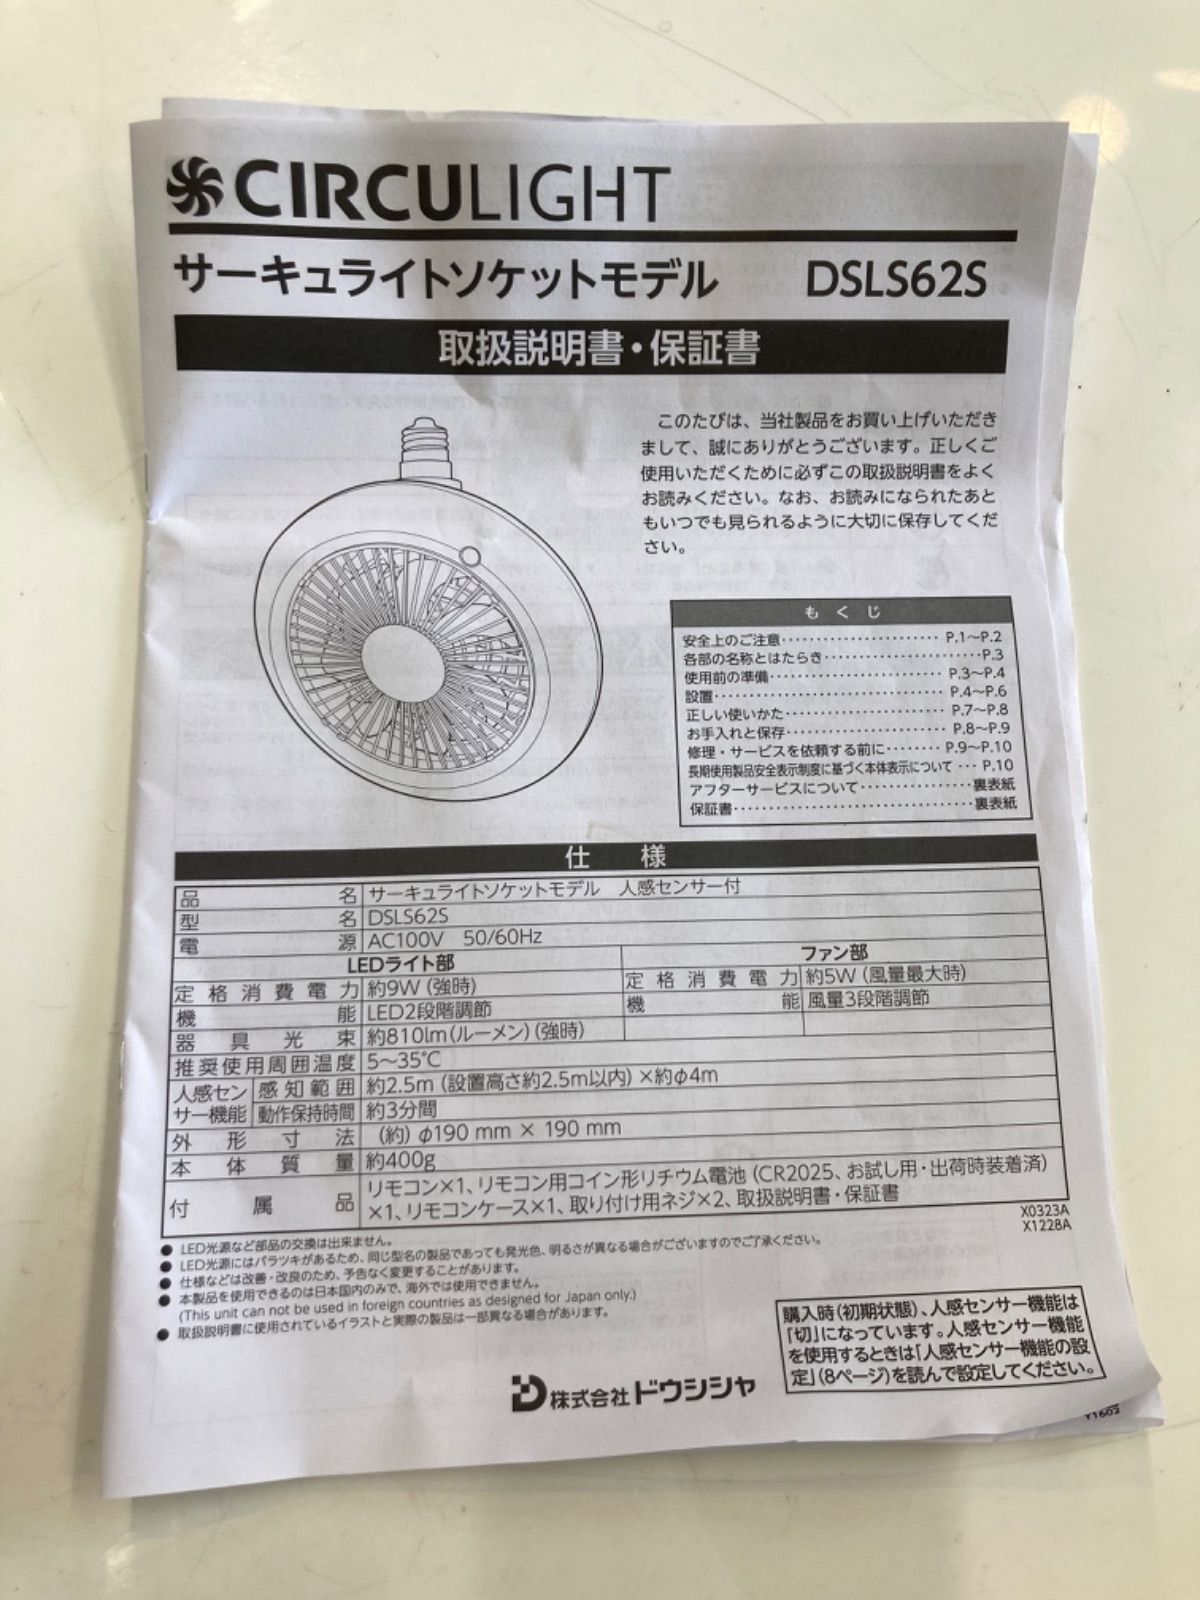 CIRCULIGHT
サーキュライトソケットモデル DSLS62S
取扱説明書・保証書
このたびは、当社製品をお買い上げいただき
まして、誠にありがとうございます。正しくご
使用いただくために必ずこの取扱説明書をよく
お読みください。なお、お読みになられたあと
もいつでも見られるように大切に保存してくだ
さい。
もくじ
安全上のご注意 P.1～P.2
各部の名称とはたらき P.3
使用前の準備 P.3～P.4
設置 P.4～P.6
正しい使いかた P.7～P.8
お手入れと保存 P.8～P.9
修理・サービスを依頼する前に P.9～P.10
長期使用製品安全表示制度に基づく本体表示について P.10
アフターサービスについて 裏表紙
保証書 裏表紙
仕様
品名 サーキュライトソケットモデル 人感センサー付
型名 DSLS62S
電源 AC100V 50/60Hz
LEDライト部 ファン部
定格消費電力 約9W(強時) 定格消費電力 約5W(風量最大時)
機能 LED2段階調節 機能 風量3段階調節
器具光束 約810lm(ルーメン)(強時)
推奨使用周囲温度 5～35℃
人感センサー機能 感知範囲 約2.5m(設置高さ約2.5m以内)×約φ4m
動作保持時間 約3分間
外形寸法 (約)φ190 mm × 190 mm
本体質量 約400g
付属品 リモコン×1、リモコン用コイン形リチウム電池(CR2025、お試し用・出荷時装着済)
×1、リモコンケース×1、取り付け用ネジ×2、取扱説明書・保証書
X0323A
X1228A
● LED光源など部品の交換は出来ません。
● LED光源にはバラツキがあるため、同じ型名の製品であっても発光色、明るさが異なる場合がございますのでご了承ください。
● 仕様などは改善・改良のため、予告なく変更することがあります。
● 本製品を使用できるのは日本国内のみで、海外では使用できません。
(This unit can not be used in foreign countries as designed for Japan only.)
● 取扱説明書に使用されているイラストと実際の製品は一部異なる場合があります。
購入時(初期状態)、人感センサー機能は
「切」になっています。人感センサー機能
を使用するときは「人感センサー機能の設
定」(8ページ)を読んで設定してください。
株式会社ドウシシャ
Y1602